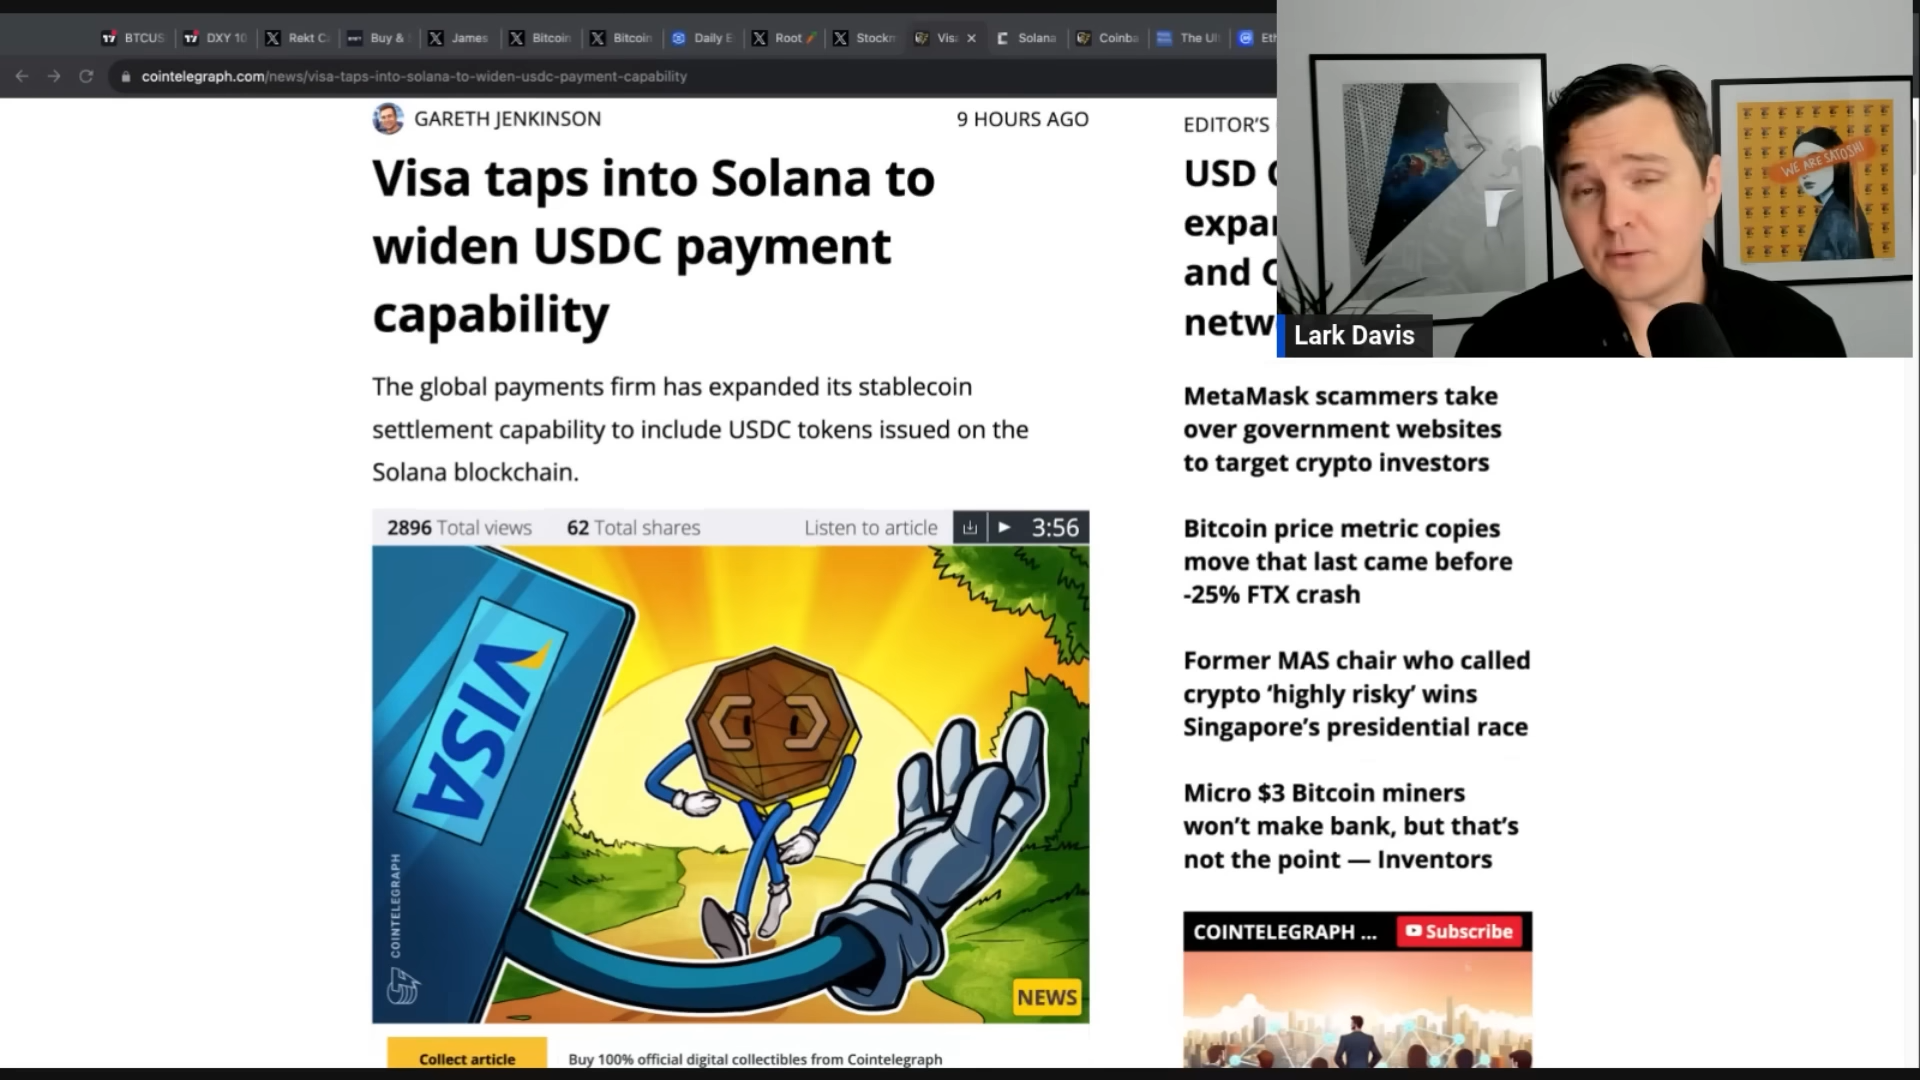 BTCUS
DXY 10
Rekt C
Buy &
James
Bitcoin
Bitcoin
Daily E
Root
Stockm
Vis
Solana
Coinba
The Ul
Eth
cointelegraph.com/news/visa-taps-into-solana-to-widen-usdc-payment-capability
GARETH JENKINSON
9 HOURS AGO
Visa taps into Solana to
widen USDC payment
capability
The global payments firm has expanded its stablecoin
settlement capability to include USDC tokens issued on the
Solana blockchain.
2896 Total views
62 Total shares
Listen to article
3:56
VISA
COINTELEGRAPH
NEWS
Collect article
Buy 100% official digital collectibles from Cointelegraph
EDITOR'S
USD
expa
and
netw
WE ARE SATOSHI
Lark Davis
MetaMask scammers take
over government websites
to target crypto investors
Bitcoin price metric copies
move that last came before
-25% FTX crash
Former MAS chair who called
crypto ‘highly risky’ wins
Singapore’s presidential race
Micro $3 Bitcoin miners
won’t make bank, but that’s
not the point — Inventors
COINTELEGRAPH ...
Subscribe